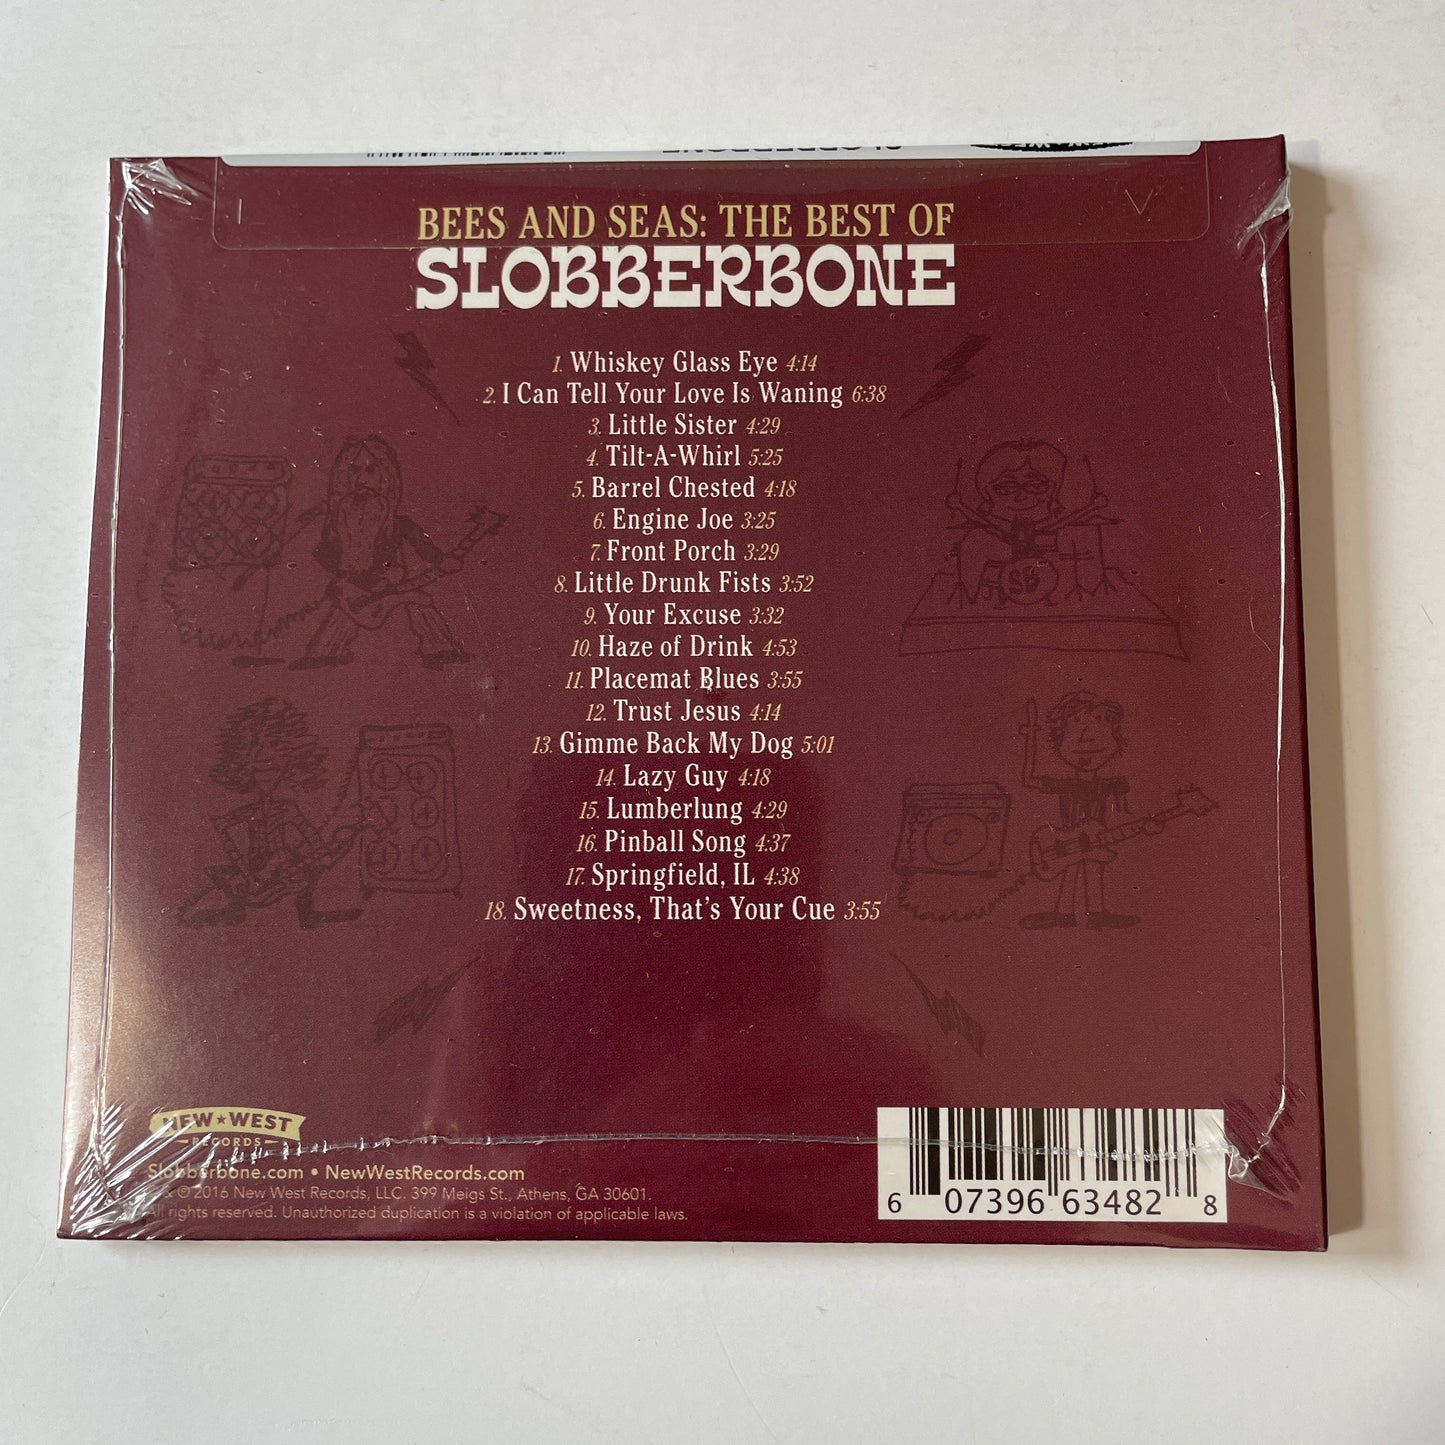 SLOBBERBONE
BEES AND SEAS: THE BEST OF
SLOBBERBONE
1. Whiskey Glass Eye 4:14
2. I Can Tell Your Love Is Waning 6:38
3. Little Sister 4:29
4. Tilt-A-Whirl 5:25
5. Barrel Chested 4:18
6. Engine Joe 3:25
7. Front Porch 3:29
8. Little Drunk Fists 3:52
9. Your Excuse 3:32
10. Haze of Drink 4:53
11. Placemat Blues 3:55
12. Trust Jesus 4:14
13. Gimme Back My Dog 5:01
14. Lazy Guy 4:18
15. Lumberlung 4:29
16. Pinball Song 4:37
17. Springfield, IL 4:38
18. Sweetness, That's Your Cue 3:55
SB
NEW ★ WEST
RECORDS
Slobberbone.com • NewWestRecords.com
& © 2016 New West Records, LLC. 399 Meigs St., Athens, GA 30601.
All rights reserved. Unauthorized duplication is a violation of applicable laws.
6 07396 63482 8